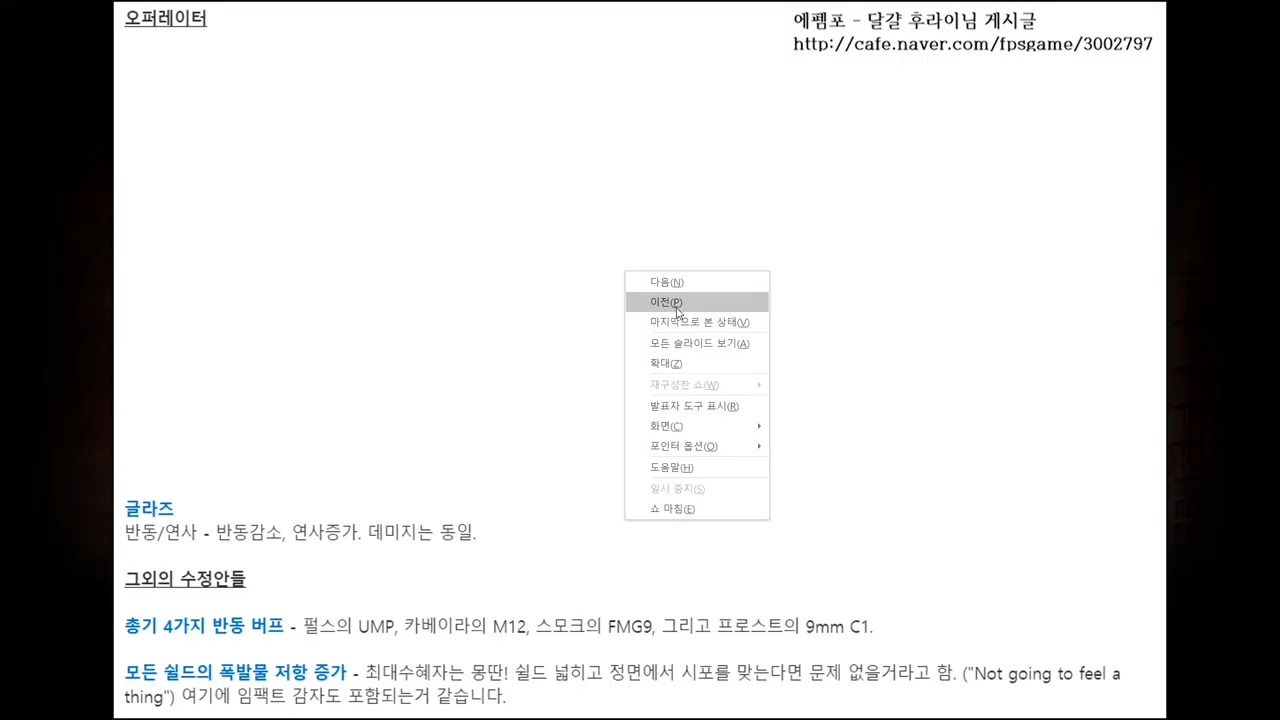 오퍼레이터
에펨포 - 달걀 후라이님 게시글
http://cafe.naver.com/fpsgame/3002797
다음(N)
이전(P)
마지막으로 본 상태(V)
모든 슬라이드 보기(A)
확대(Z)
재구성한 쇼(W)
발표자 도구 표시(R)
화면(C)
포인터 옵션(O)
도움말(H)
일시 중지(S)
쇼 마침(E)
글라즈
반동/연사 - 반동감소, 연사증가. 데미지는 동일.
그외의 수정안들
총기 4가지 반동 버프 - 펄스의 UMP, 카베이라의 M12, 스모크의 FMG9, 그리고 프로스트의 9mm C1.
모든 쉴드의 폭발물 저항 증가 - 최대수혜자는 몽딴! 쉴드 넓히고 정면에서 시포를 맞는다면 문제 없을거라고 함. ("Not going to feel a
thing") 여기에 임팩트 감자도 포함되는거 같습니다.